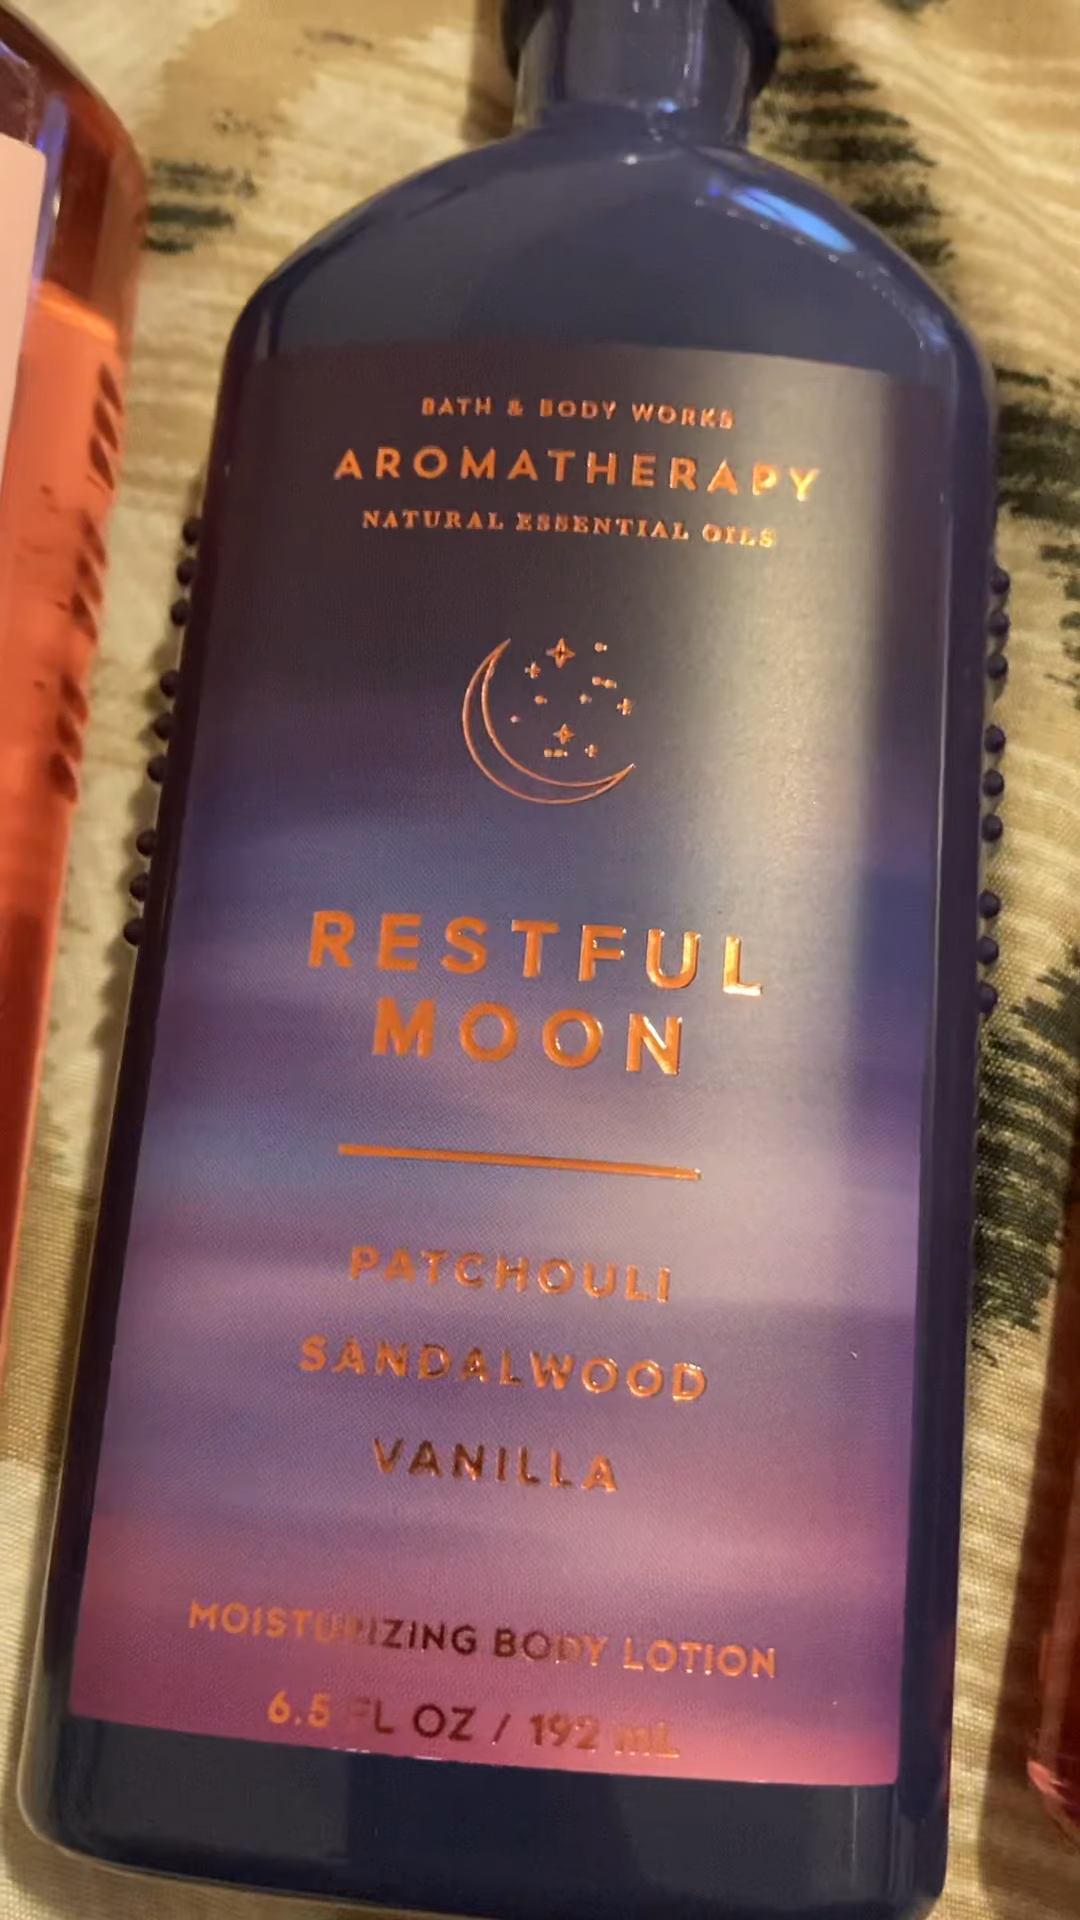 BATH & BODY WORKS
AROMATHERAPY
NATURAL ESSENTIAL OILS
RESTFUL
MOON
PATCHOULI
SANDALWOOD
VANILLA
MOISTURIZING BODY LOTION
6.5 FL OZ / 192 mL